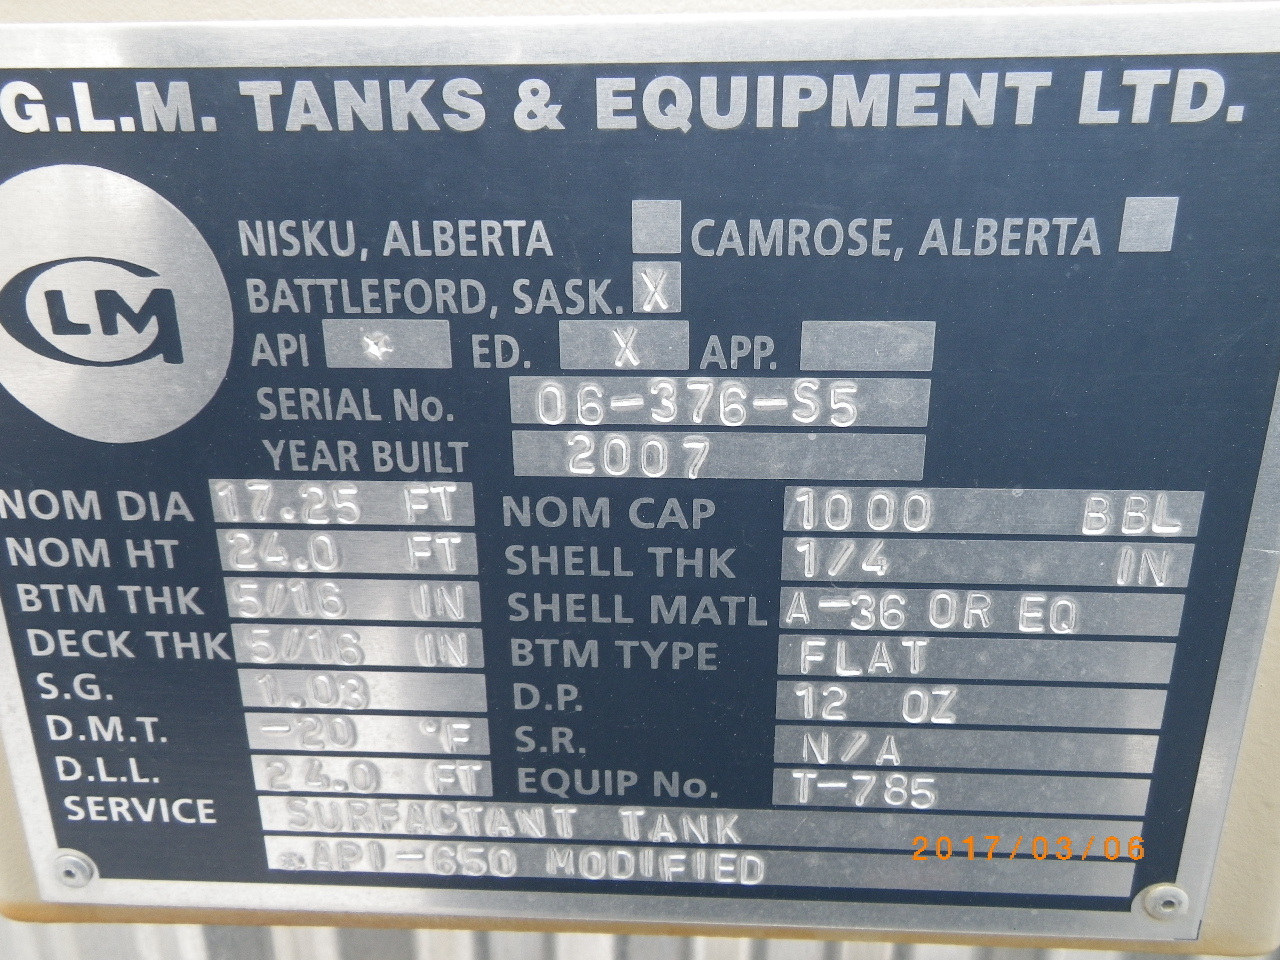 G.L.M. TANKS & EQUIPMENT LTD.
GLM
NISKU, ALBERTA CAMROSE, ALBERTA
BATTLEFORD, SASK. X
API * ED. X APP.
SERIAL No. 06-376-S5
YEAR BUILT 2007
NOM DIA 17.25 FT NOM CAP 1000 BBL
NOM HT 24.0 FT SHELL THK 1/4 IN
BTM THK 5/16 IN SHELL MATL A-36 OR EQ
DECK THK 5/16 IN BTM TYPE FLAT
S.G. 1.03 D.P. 12 OZ
D.M.T. -20 °F S.R. N/A
D.L.L. 24.0 FT EQUIP No. T-785
SERVICE SURFACTANT TANK
*API-650 MODIFIED
2017/03/06